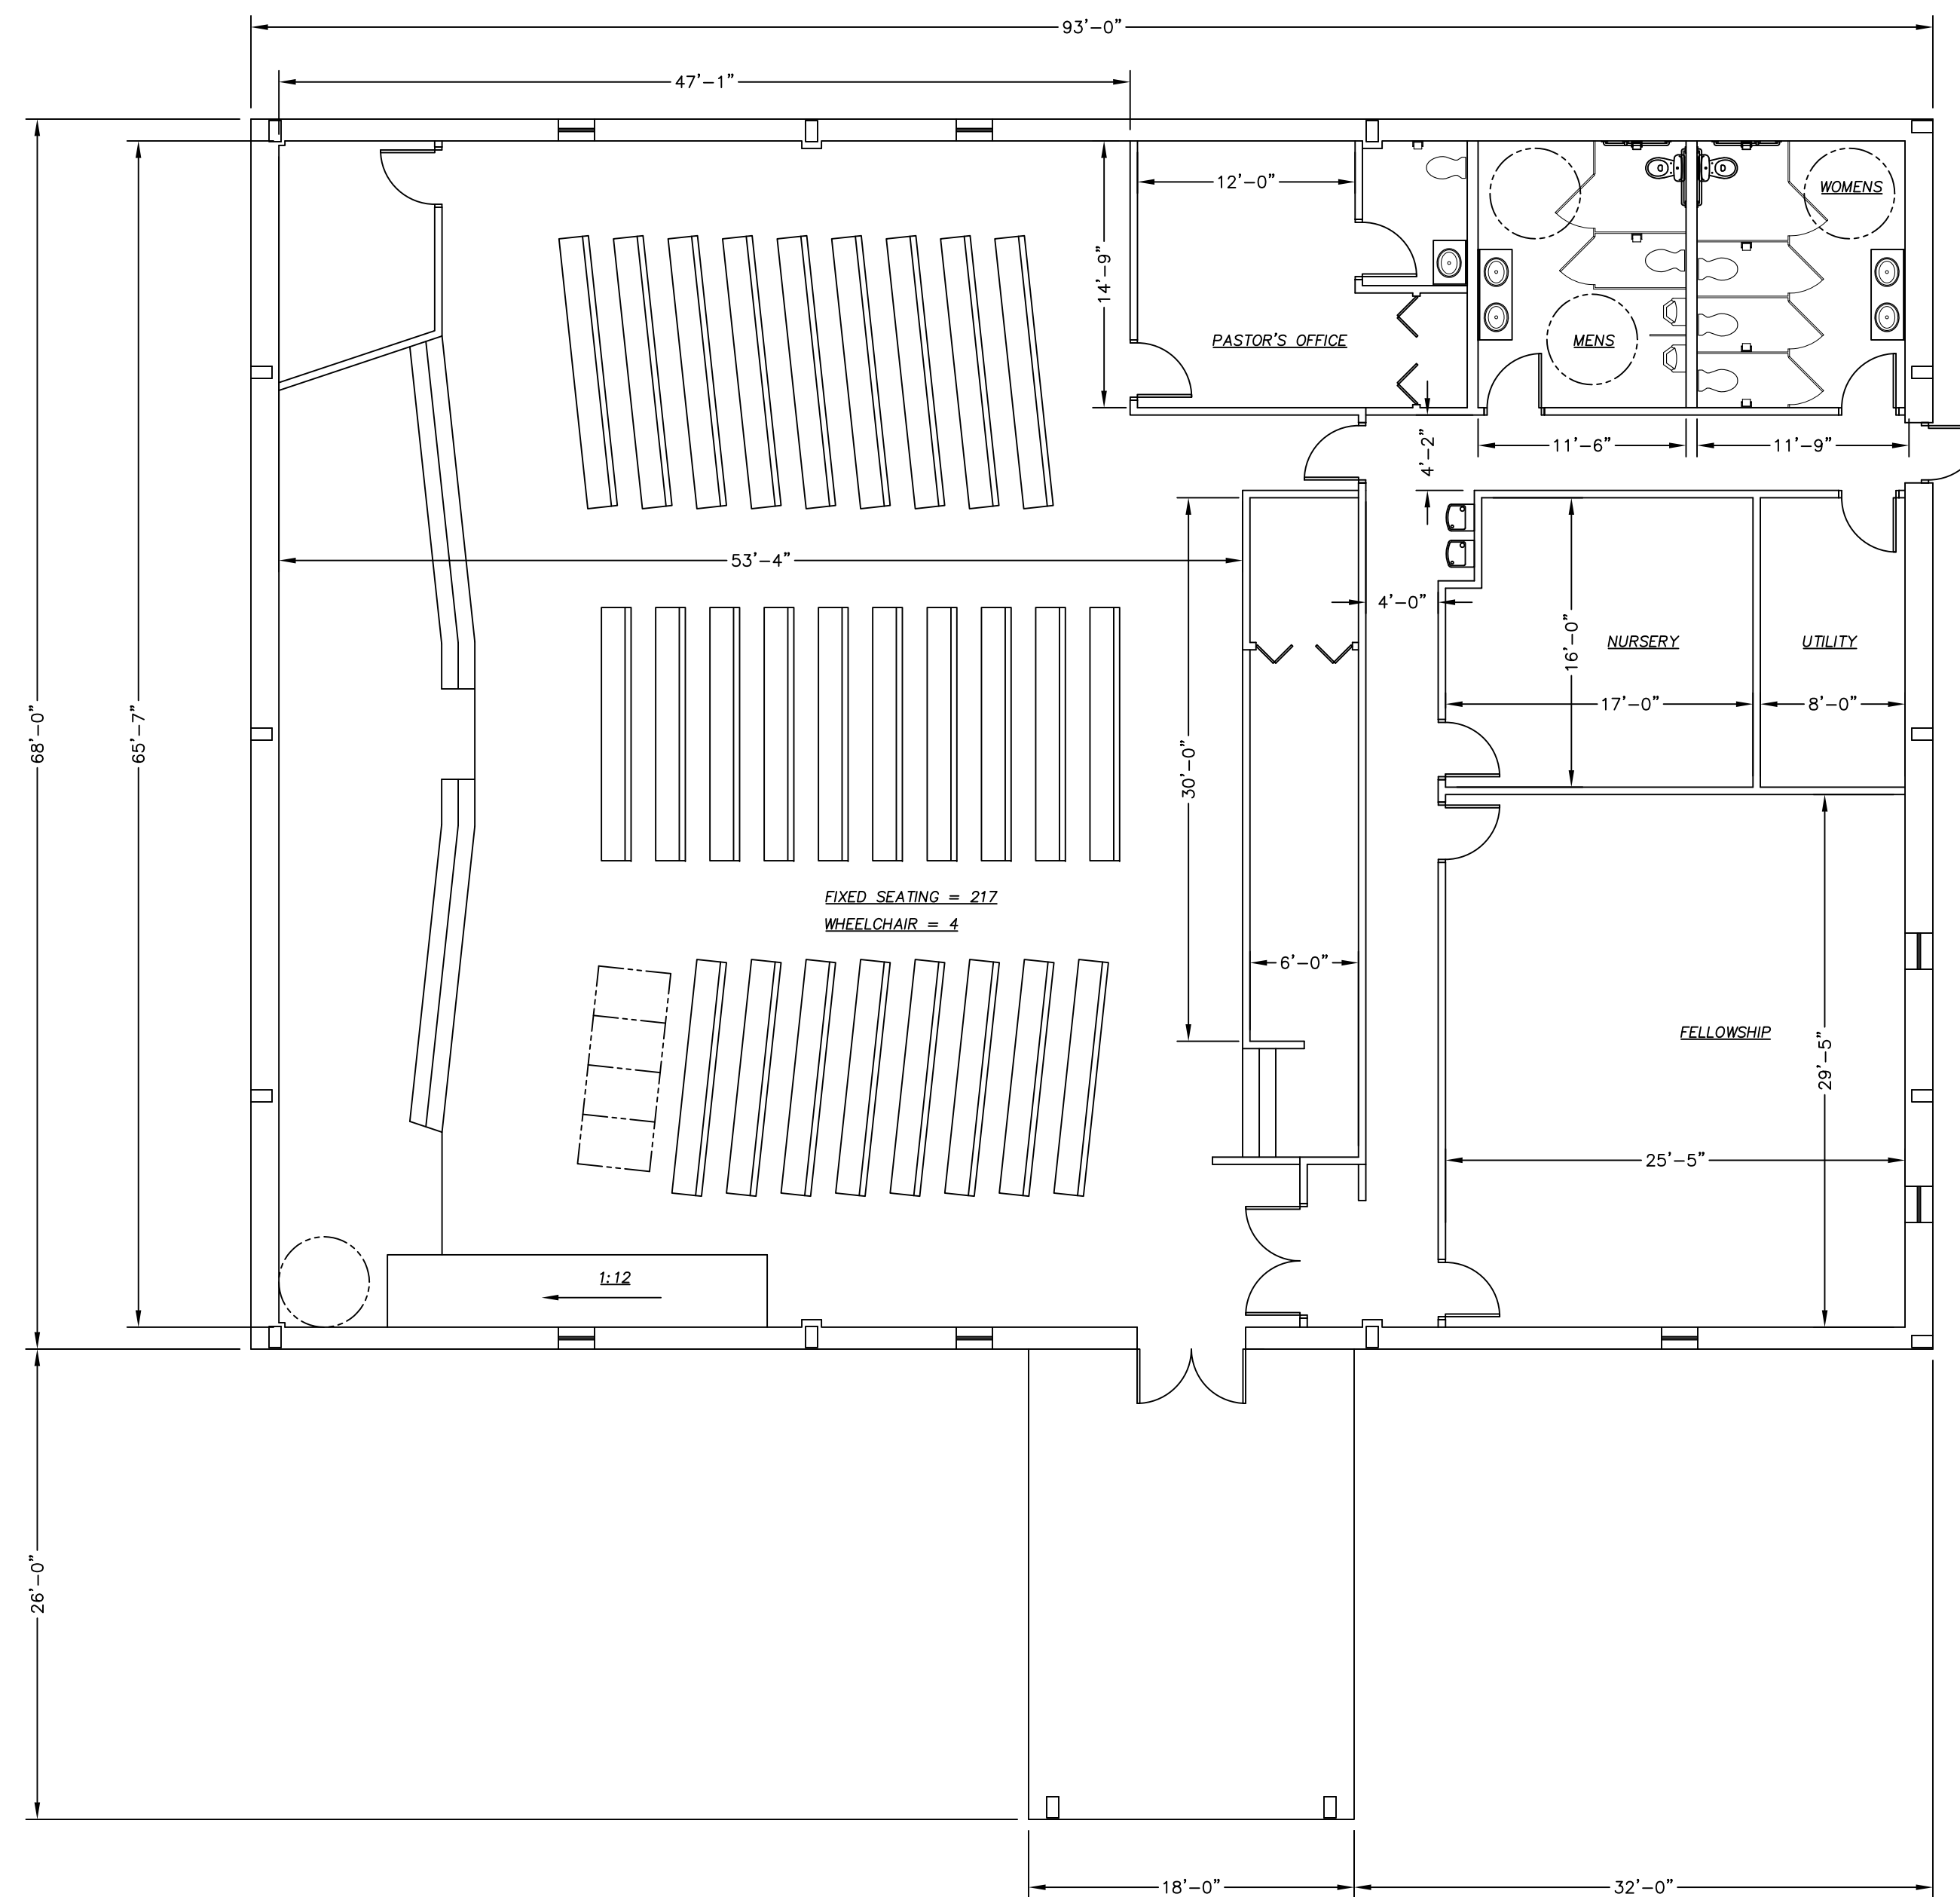 93'-0"
47'-1"
12'-0"
WOMENS
14'-9"
PASTOR'S OFFICE
MENS
4'-2"
11'-6"
11'-9"
53'-4"
4'-0"
16'-0"
NURSERY
UTILITY
17'-0"
8'-0"
68'-0"
65'-7"
30'-0"
FIXED SEATING = 217
WHEELCHAIR = 4
6'-0"
FELLOWSHIP
29'-5"
25'-5"
1:12
26'-0"
18'-0"
32'-0"